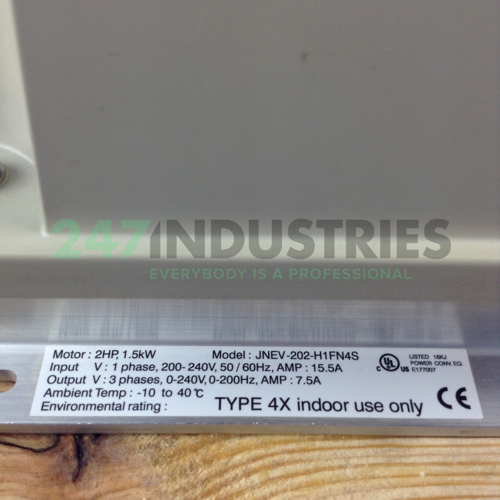 247INDUSTRIES
EVERYBODY IS A PROFESSIONAL
Motor : 2HP, 1.5kW Model : JNEV-202-H1FN4S
Input V : 1 phase, 200-240V, 50 / 60Hz, AMP : 15.5A
Output V : 3 phases, 0-240V, 0-200Hz, AMP : 7.5A
Ambient Temp : -10 to 40℃
Environmental rating : TYPE 4X indoor use only
c UL US LISTED 18KJ
POWER CONV. EQ.
E177007
CE